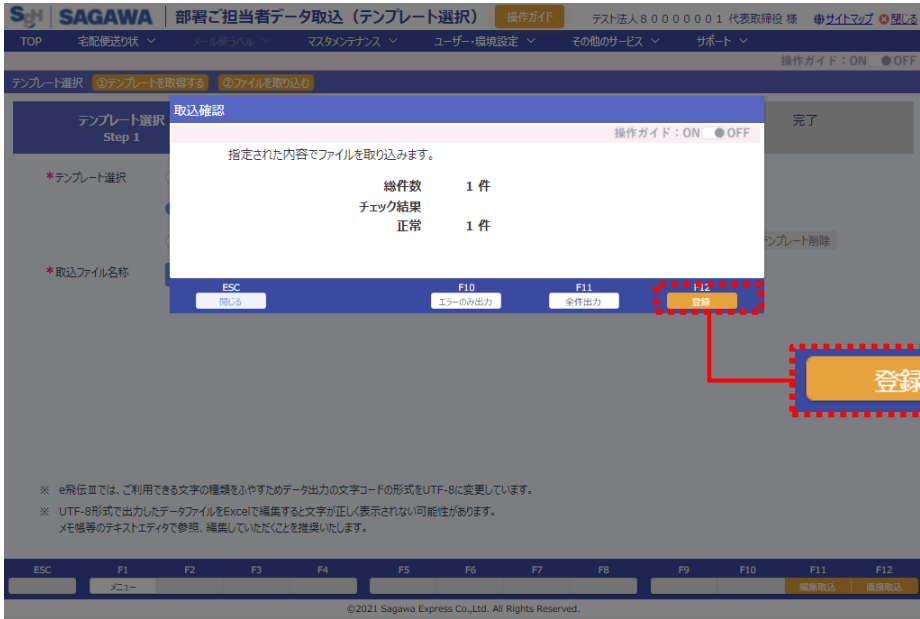 SGH SAGAWA 部署ご担当者データ取込（テンプレート選択） 操作ガイド テスト法人８００００００１ 代表取締役 様 サイトマップ 閉じる
TOP 宅配便送り状 メール便ラベル マスタメンテナンス ユーザー・環境設定 その他のサービス サポート
操作ガイド：ON OFF
テンプレート選択 ①テンプレートを取得する ②ファイルを取り込む
テンプレート選択
Step 1
完了
取込確認
操作ガイド：ON OFF
指定された内容でファイルを取り込みます。
総件数 1 件
チェック結果
正常 1 件
*テンプレート選択
ンプレート削除
*取込ファイル名称
ESC F10 F11 F12
閉じる エラーのみ出力 全件出力 登録
登録
※ e飛伝Ⅲでは、ご利用できる文字の種類をふやすためデータ出力の文字コードの形式をUTF-8に変更しています。
※ UTF-8形式で出力したデータファイルをExcelで編集すると文字が正しく表示されない可能性があります。
メモ帳等のテキストエディタで参照、編集していただくことを推奨いたします。
ESC F1 F2 F3 F4 F5 F6 F7 F8 F9 F10 F11 F12
メニュー 編集取込 直接取込
©2021 Sagawa Express Co.,Ltd. All Rights Reserved.